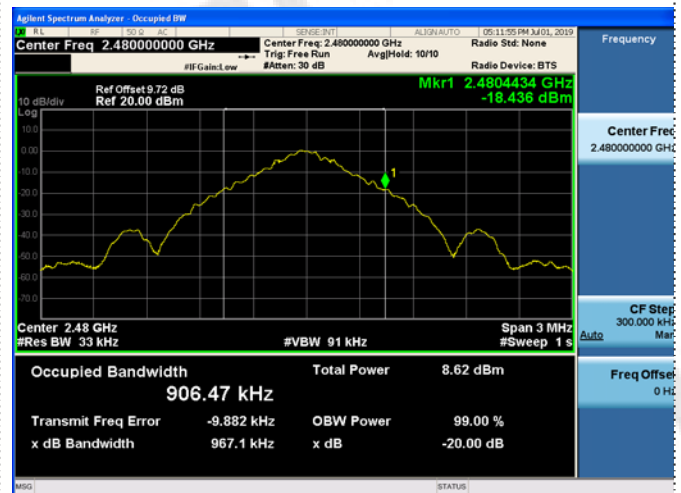 Agilent Spectrum Analyzer - Occupied BW
RL RF 50 Ω AC SENSE:INT ALIGN AUTO 05:11:55 PM Jul 01, 2019
Center Freq 2.480000000 GHz Center Freq: 2.480000000 GHz Radio Std: None Frequency
Trig: Free Run Avg|Hold: 10/10
#IFGain:Low #Atten: 30 dB Radio Device: BTS
Ref Offset 9.72 dB Mkr1 2.4804434 GHz
10 dB/div Ref 20.00 dBm -18.436 dBm
Log
10.0
0.00
-10.0
-20.0
-30.0
-40.0
-50.0
-60.0
-70.0
1
Center Freq
2.480000000 GHz
Center 2.48 GHz Span 3 MHz
#Res BW 33 kHz #VBW 91 kHz #Sweep 1 s
CF Step
300.000 kHz
Auto Man
Occupied Bandwidth Total Power 8.62 dBm
906.47 kHz
Transmit Freq Error -9.882 kHz OBW Power 99.00 %
x dB Bandwidth 967.1 kHz x dB -20.00 dB
Freq Offset
0 Hz
MSG STATUS